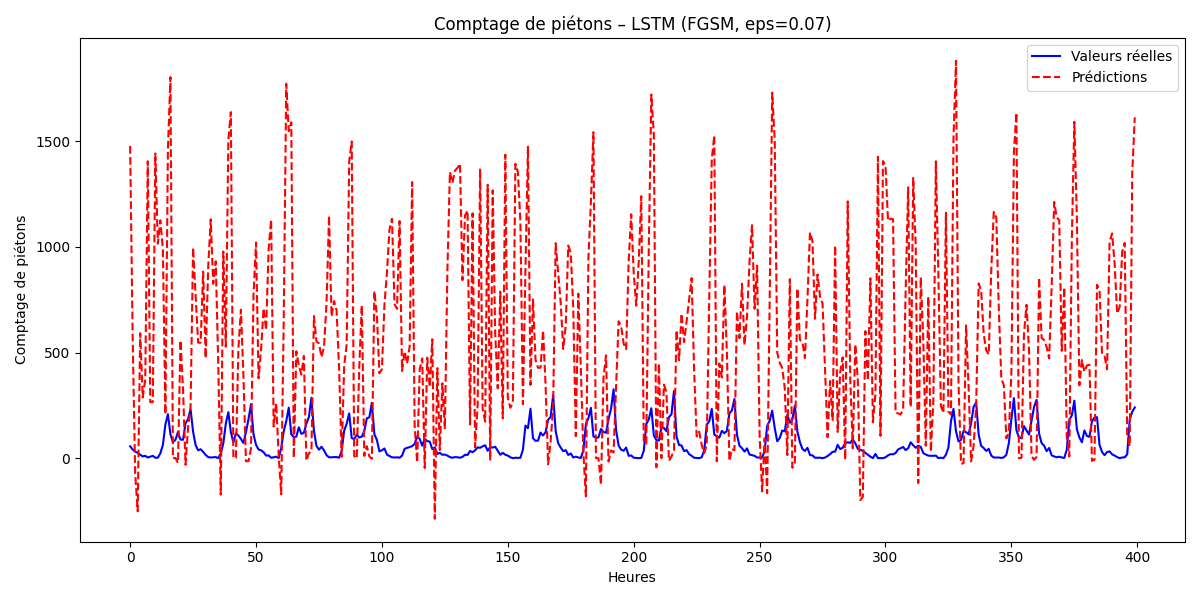 Comptage de piétons – LSTM (FGSM, eps=0.07)
Valeurs réelles
Prédictions
Comptage de piétons
1500
1000
500
0
0 50 100 150 200 250 300 350 400
Heures